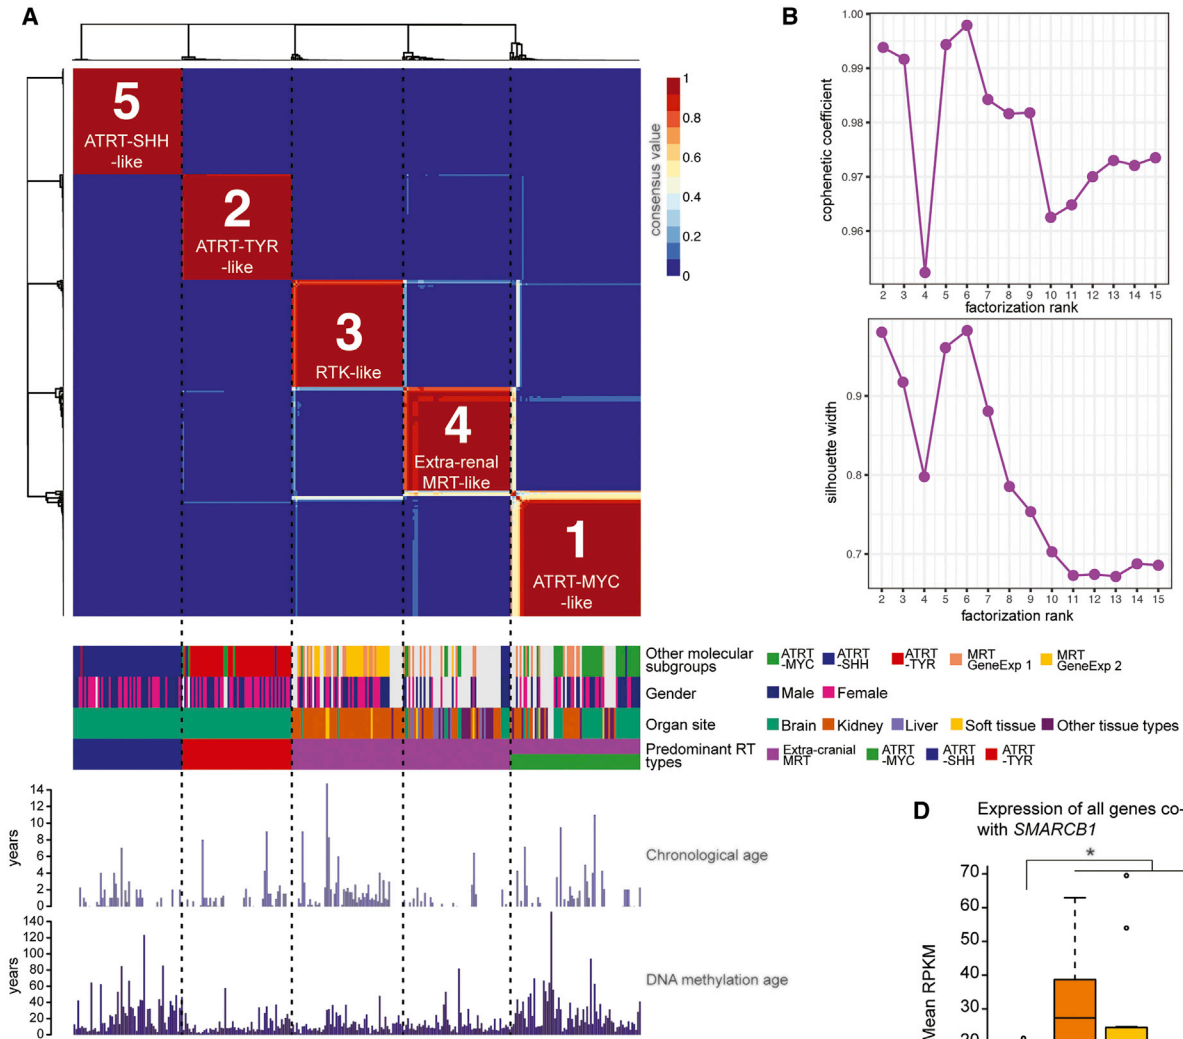 A
5
ATRT-SHH
-like
2
ATRT-TYR
-like
3
RTK-like
4
Extra-renal
MRT-like
1
ATRT-MYC
-like
1
0.8
0.6
0.4
0.2
0
consensus value
Other molecular
subgroups
ATRT
-MYC
ATRT
-SHH
ATRT
-TYR
MRT
GeneExp 1
MRT
GeneExp 2
Gender
Male
Female
Organ site
Brain
Kidney
Liver
Soft tissue
Other tissue types
Predominant RT
types
Extra-cranial
MRT
ATRT
-MYC
ATRT
-SHH
ATRT
-TYR
14
12
10
8
6
4
2
0
years
Chronological age
140
120
100
80
60
40
20
0
years
DNA methylation age
B
1.00
0.99
0.98
0.97
0.96
cophenetic coefficient
2 3 4 5 6 7 8 9 10 11 12 13 14 15
factorization rank
0.9
0.8
0.7
silhouette width
2 3 4 5 6 7 8 9 10 11 12 13 14 15
factorization rank
D
Expression of all genes co-
with SMARCB1
*
70
60
50
40
30
20
Mean RPKM